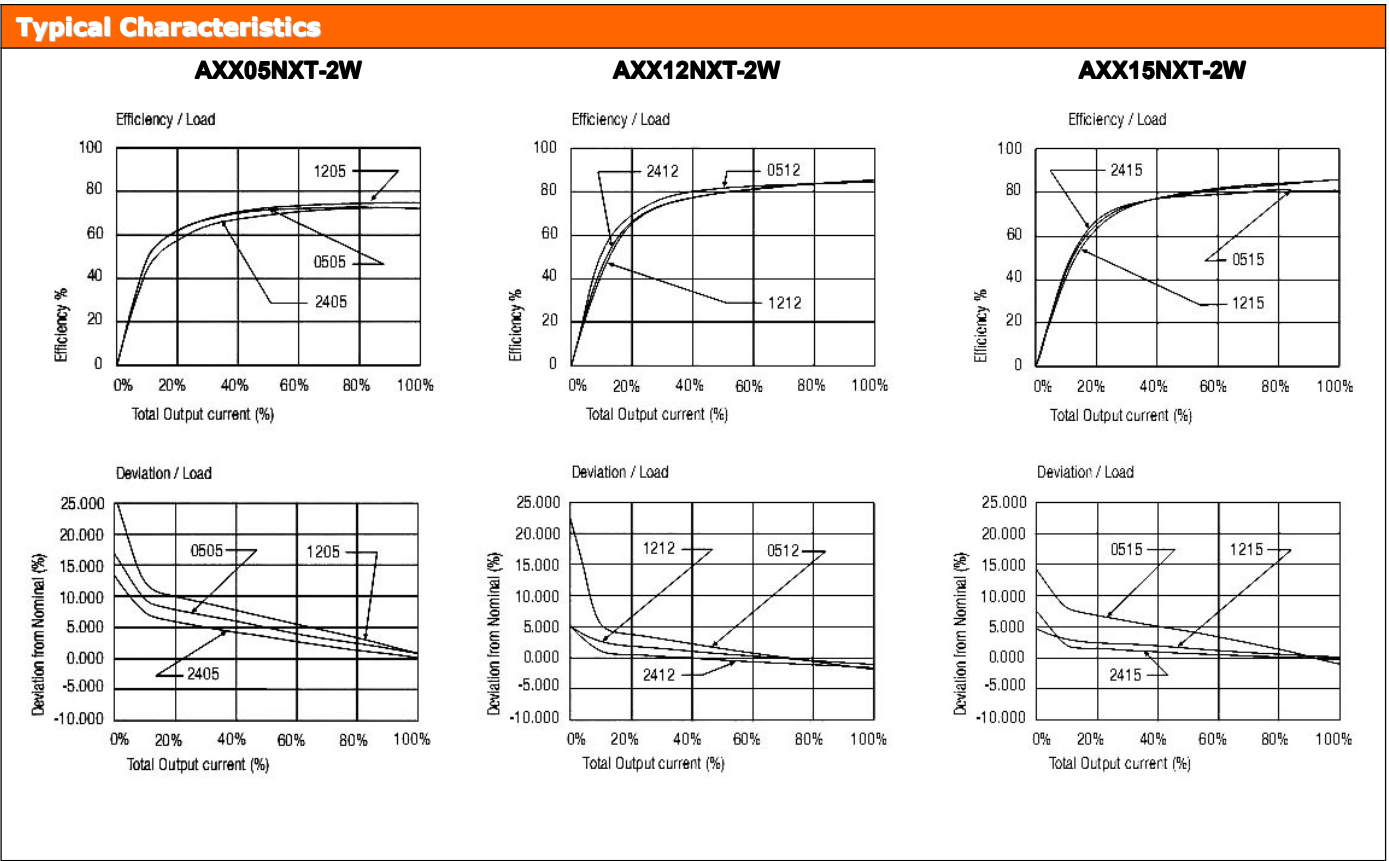 Typical Characteristics
AXX05NXT-2W
AXX12NXT-2W
AXX15NXT-2W
Efficiency / Load
100
80
60
40
20
0
Efficiency %
1205
0505
2405
0% 20% 40% 60% 80% 100%
Total Output current (%)
Efficiency / Load
100
80
60
40
20
0
Efficiency %
2412
0512
1212
0% 20% 40% 60% 80% 100%
Total Output current (%)
Efficiency / Load
100
80
60
40
20
0
Efficiency %
2415
0515
1215
0% 20% 40% 60% 80% 100%
Total Output current (%)
Deviation / Load
25.000
20.000
15.000
10.000
5.000
0.000
-5.000
-10.000
Deviation from Nominal (%)
0505
1205
2405
0% 20% 40% 60% 80% 100%
Total Output current (%)
Deviation / Load
25.000
20.000
15.000
10.000
5.000
0.000
-5.000
-10.000
Deviation from Nominal (%)
1212
0512
2412
0% 20% 40% 60% 80% 100%
Total Output current (%)
Deviation / Load
25.000
20.000
15.000
10.000
5.000
0.000
-5.000
-10.000
Deviation from Nominal (%)
0515
1215
2415
0% 20% 40% 60% 80% 100%
Total Output current (%)